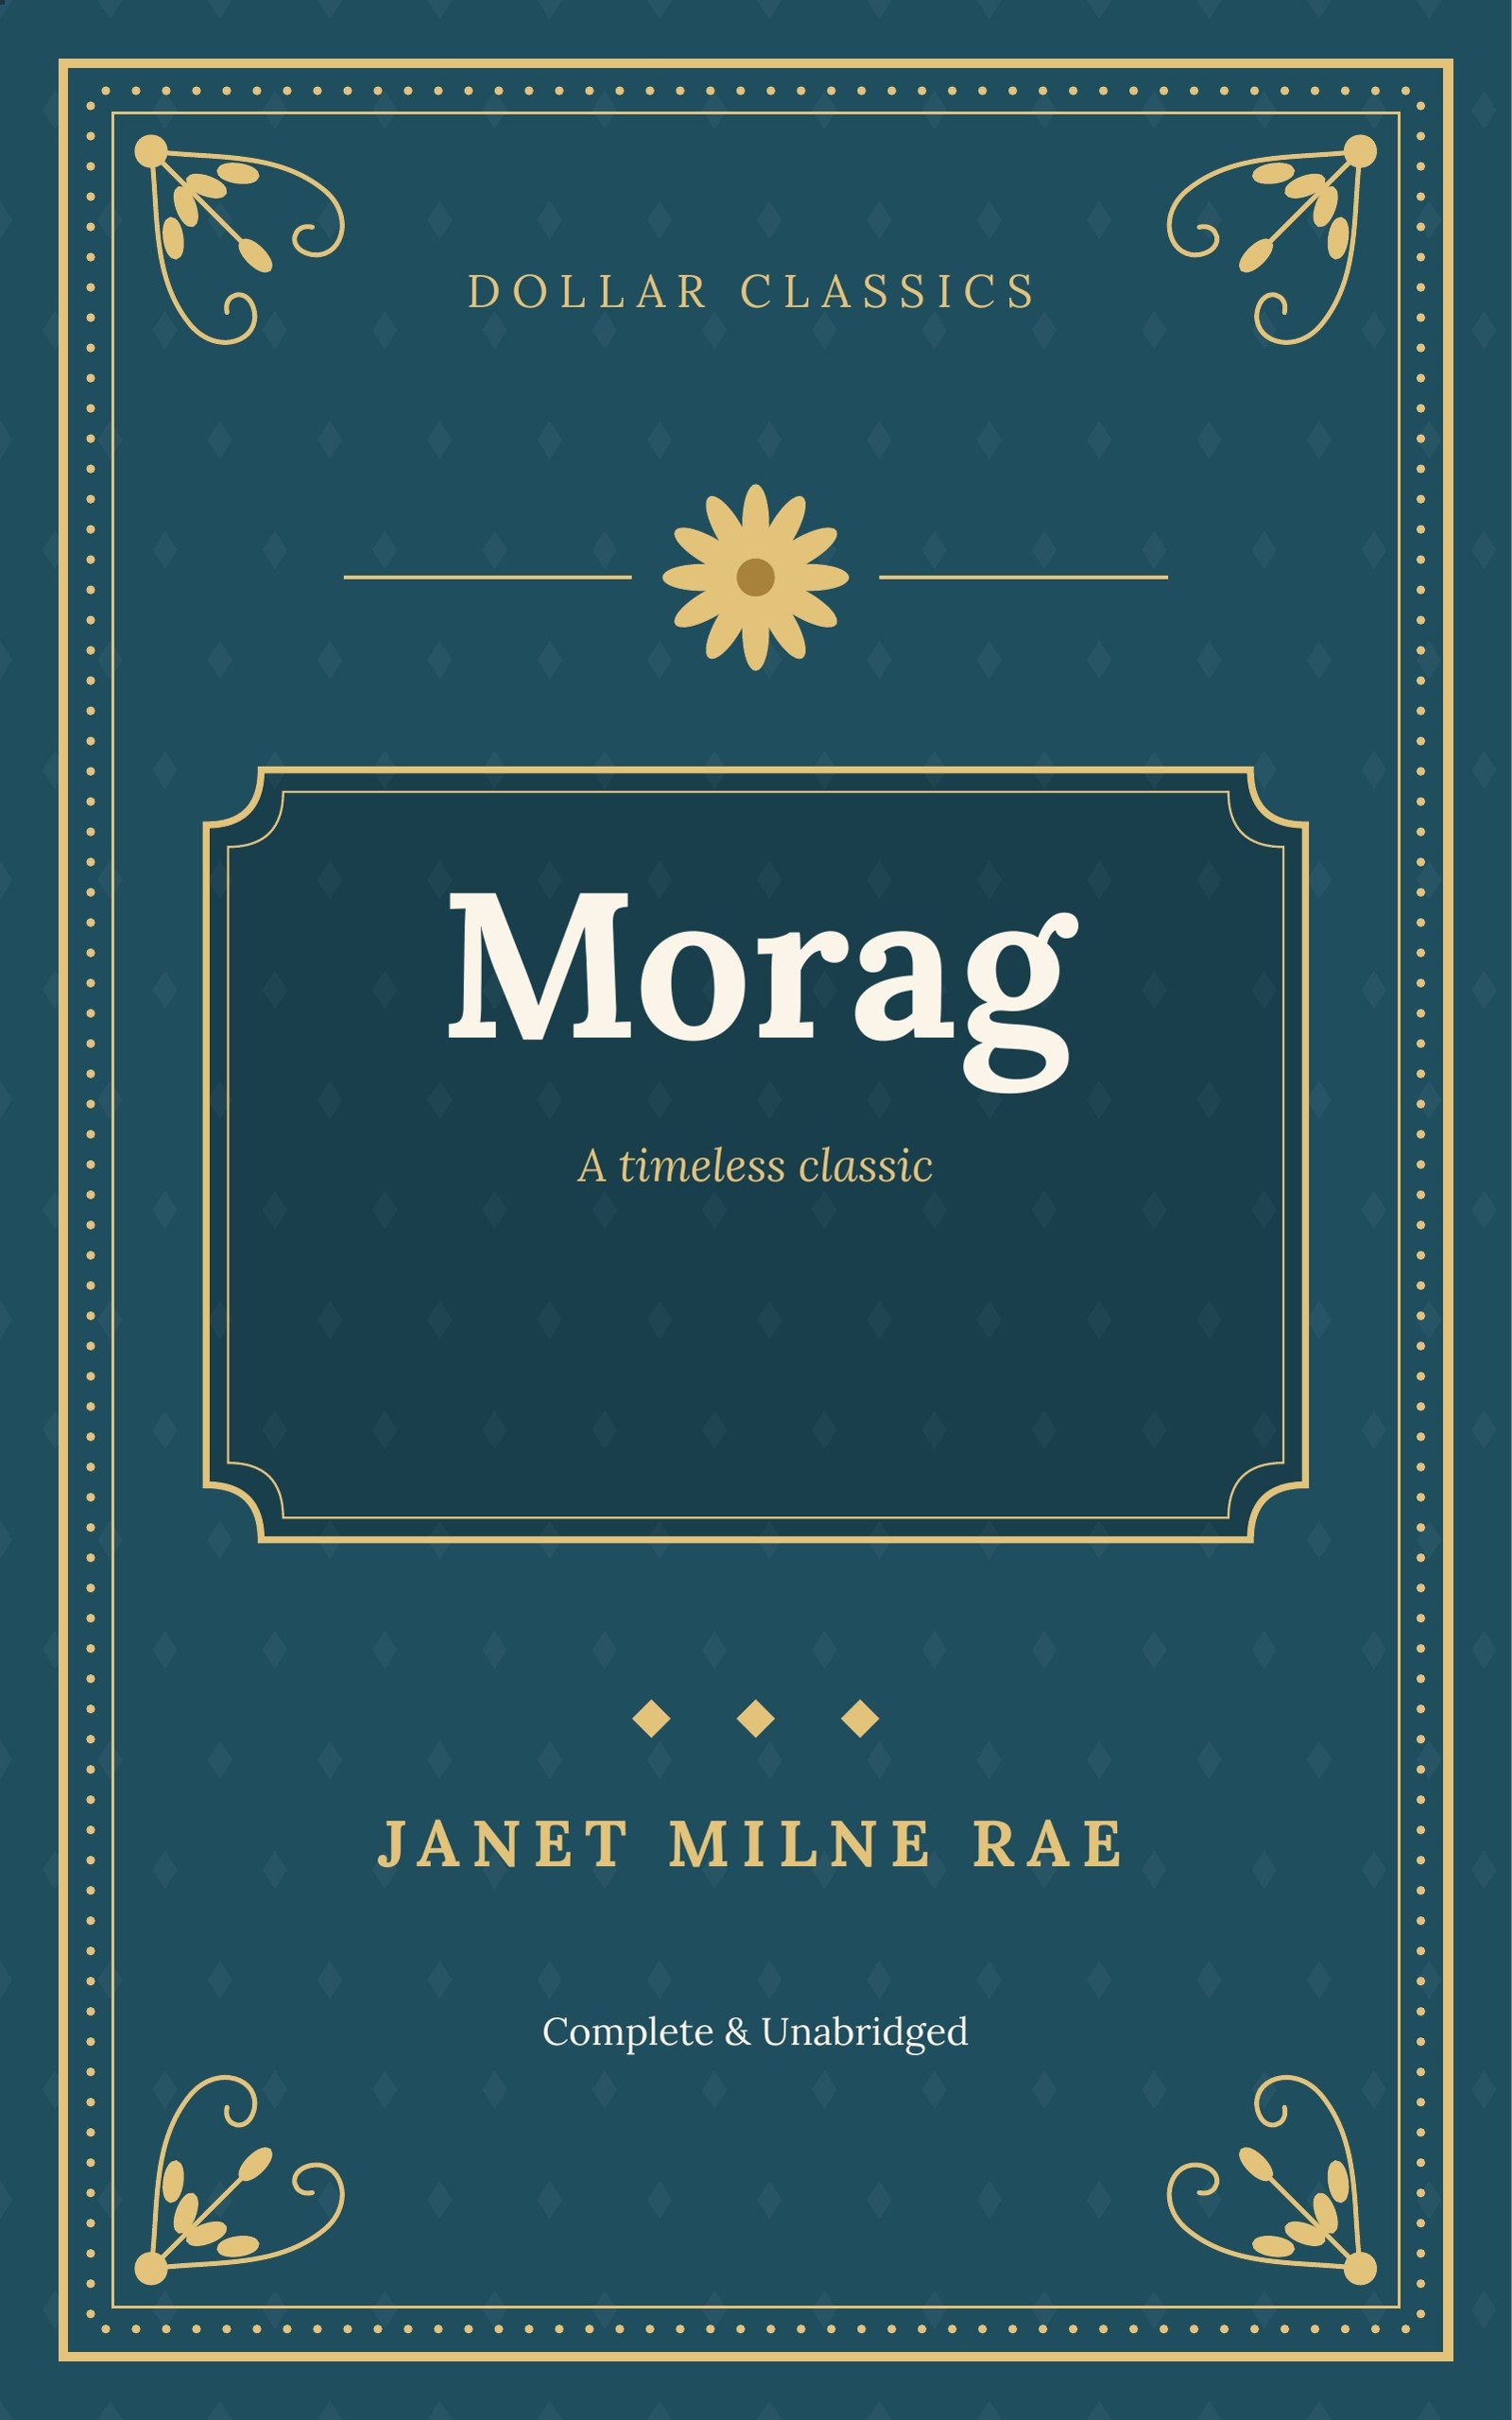 DOLLAR CLASSICS
Morag
A timeless classic
JANET MILNE RAE
Complete & Unabridged